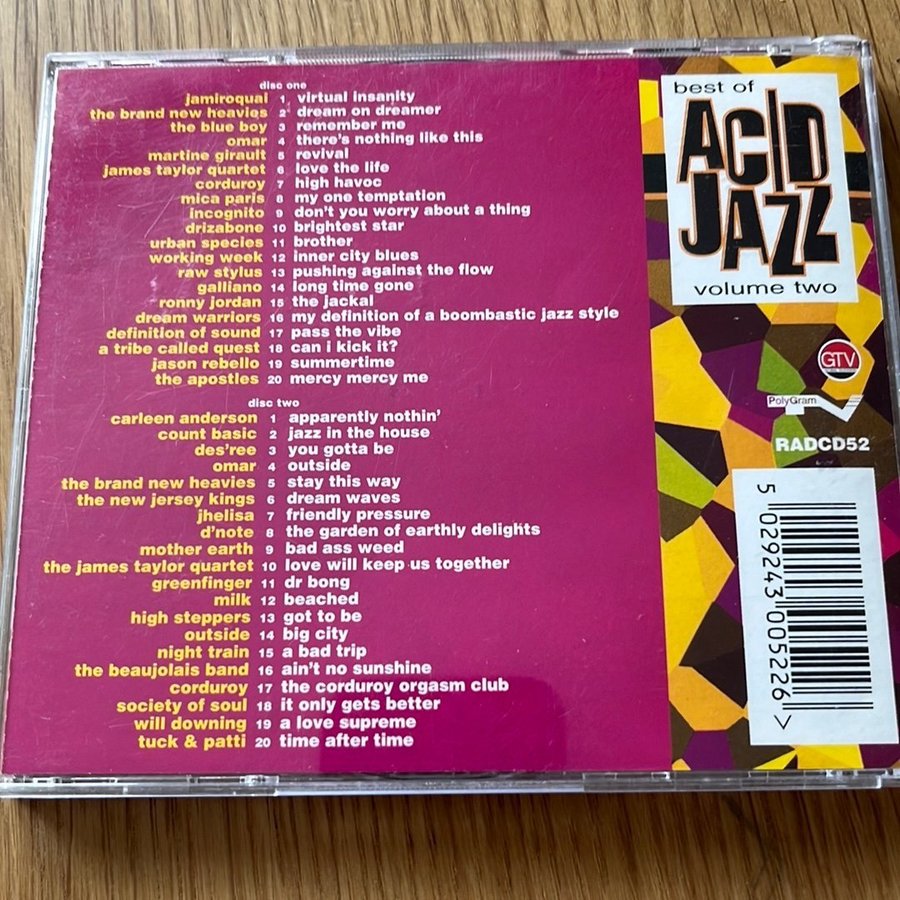 disc one
jamiroquai 1 virtual insanity
the brand new heavies 2 dream on dreamer
the blue boy 3 remember me
omar 4 there's nothing like this
martine girault 5 revival
james taylor quartet 6 love the life
corduroy 7 high havoc
mica paris 8 my one temptation
incognito 9 don't you worry about a thing
drizabone 10 brightest star
urban species 11 brother
working week 12 inner city blues
raw stylus 13 pushing against the flow
galliano 14 long time gone
ronny jordan 15 the jackal
dream warriors 16 my definition of a boombastic jazz style
definition of sound 17 pass the vibe
a tribe called quest 18 can i kick it?
jason rebello 19 summertime
the apostles 20 mercy mercy me
disc two
carleen anderson 1 apparently nothin'
count basic 2 jazz in the house
des'ree 3 you gotta be
omar 4 outside
the brand new heavies 5 stay this way
the new jersey kings 6 dream waves
jhelisa 7 friendly pressure
d'note 8 the garden of earthly delights
mother earth 9 bad ass weed
the james taylor quartet 10 love will keep us together
greenfinger 11 dr bong
milk 12 beached
high steppers 13 got to be
outside 14 big city
night train 15 a bad trip
the beaujolais band 16 ain't no sunshine
corduroy 17 the corduroy orgasm club
society of soul 18 it only gets better
will downing 19 a love supreme
tuck & patti 20 time after time
best of
ACID
JAZZ
volume two
GTV
PolyGram
RADCD52
5 029243 005226 >